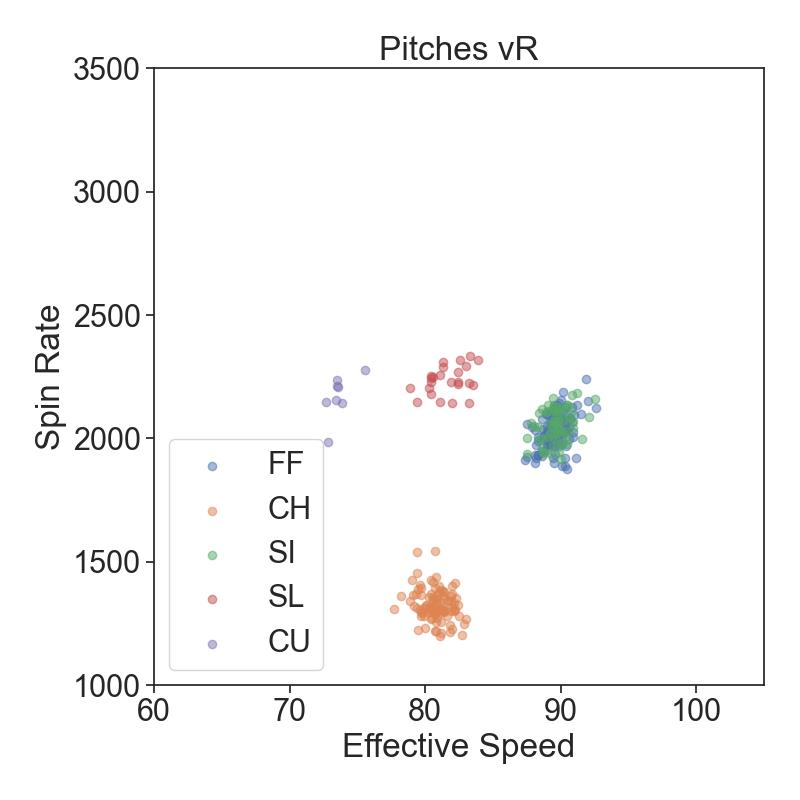 Pitches vR
3500
3000
2500
2000
1500
1000
Spin Rate
FF
CH
SI
SL
CU
60 70 80 90 100
Effective Speed